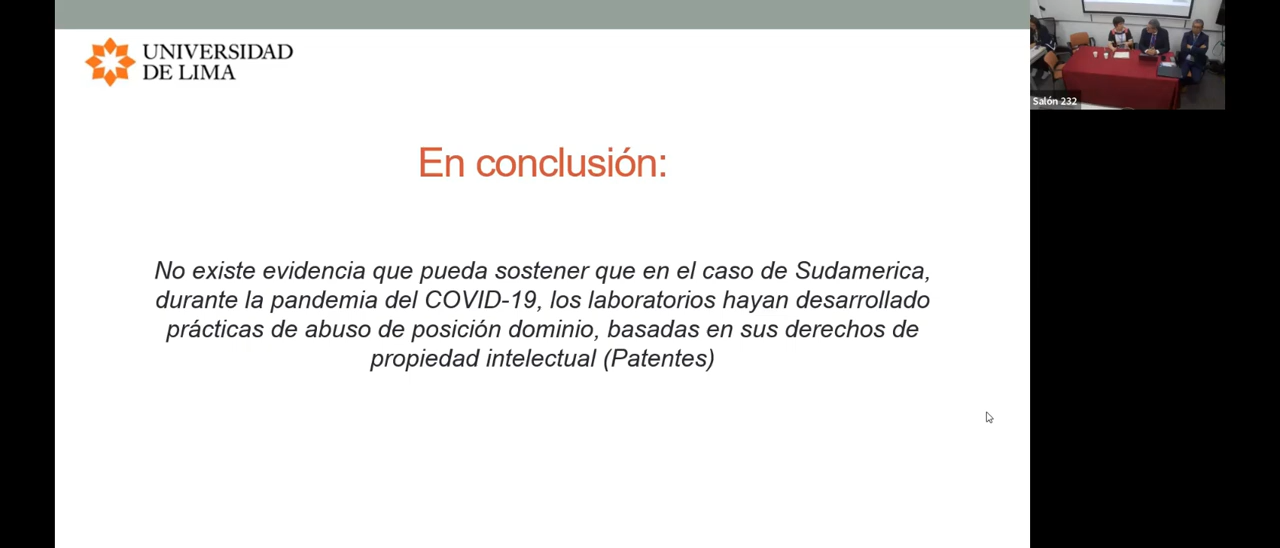 UNIVERSIDAD
DE LIMA
Salón 232
En conclusión:
No existe evidencia que pueda sostener que en el caso de Sudamerica,
durante la pandemia del COVID-19, los laboratorios hayan desarrollado
prácticas de abuso de posición dominio, basadas en sus derechos de
propiedad intelectual (Patentes)